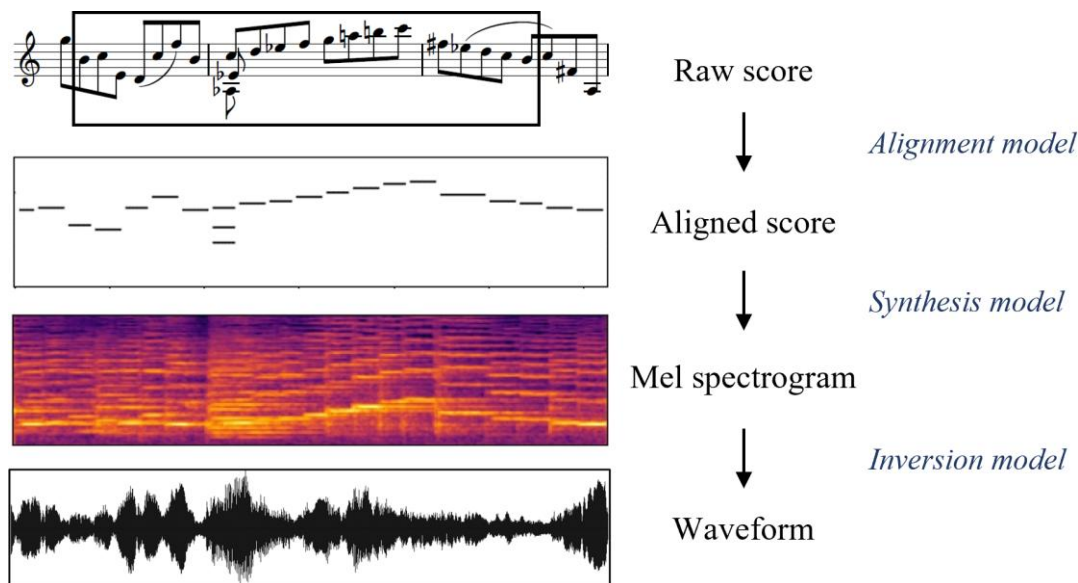 Raw score
Alignment model
Aligned score
Synthesis model
Mel spectrogram
Inversion model
Waveform